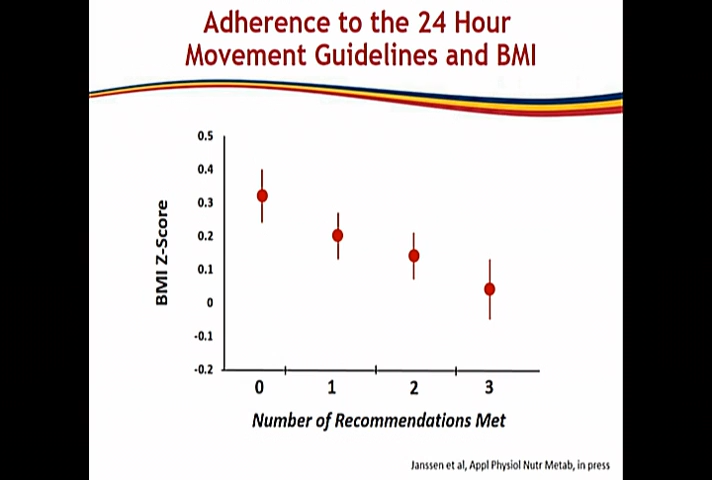 Adherence to the 24 Hour
Movement Guidelines and BMI
0.5
0.4
0.3
0.2
0.1
0
-0.1
-0.2
BMI Z-Score
0 1 2 3
Number of Recommendations Met
Janssen et al, Appl Physiol Nutr Metab, in press